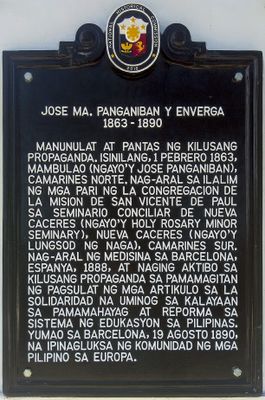 JOSE MA. PANGANIBAN Y ENVERGA
1863 - 1890
MANUNULAT AT PANTAS NG KILUSANG
PROPAGANDA. ISINILANG, 1 PEBRERO 1863,
MAMBULAO (NGAYO'Y JOSE PANGANIBAN),
CAMARINES NORTE. NAG-ARAL SA ILALIM
NG MGA PARI NG LA CONGREGACION DE
LA MISION DE SAN VICENTE DE PAUL
SA SEMINARIO CONCILIAR DE NUEVA
CACERES (NGAYO'Y HOLY ROSARY MINOR
SEMINARY), NUEVA CACERES (NGAYO'Y
LUNGSOD NG NAGA), CAMARINES SUR.
NAG-ARAL NG MEDISINA SA BARCELONA,
ESPANYA, 1888, AT NAGING AKTIBO SA
KILUSANG PROPAGANDA SA PAMAMAGITAN
NG PAGSULAT NG MGA ARTIKULO SA LA
SOLIDARIDAD NA UMINOG SA KALAYAAN
SA PAMAMAHAYAG AT REPORMA SA
SISTEMA NG EDUKASYON SA PILIPINAS.
YUMAO SA BARCELONA, 19 AGOSTO 1890,
NA IPINAGLUKSA NG KOMUNIDAD NG MGA
PILIPINO SA EUROPA.